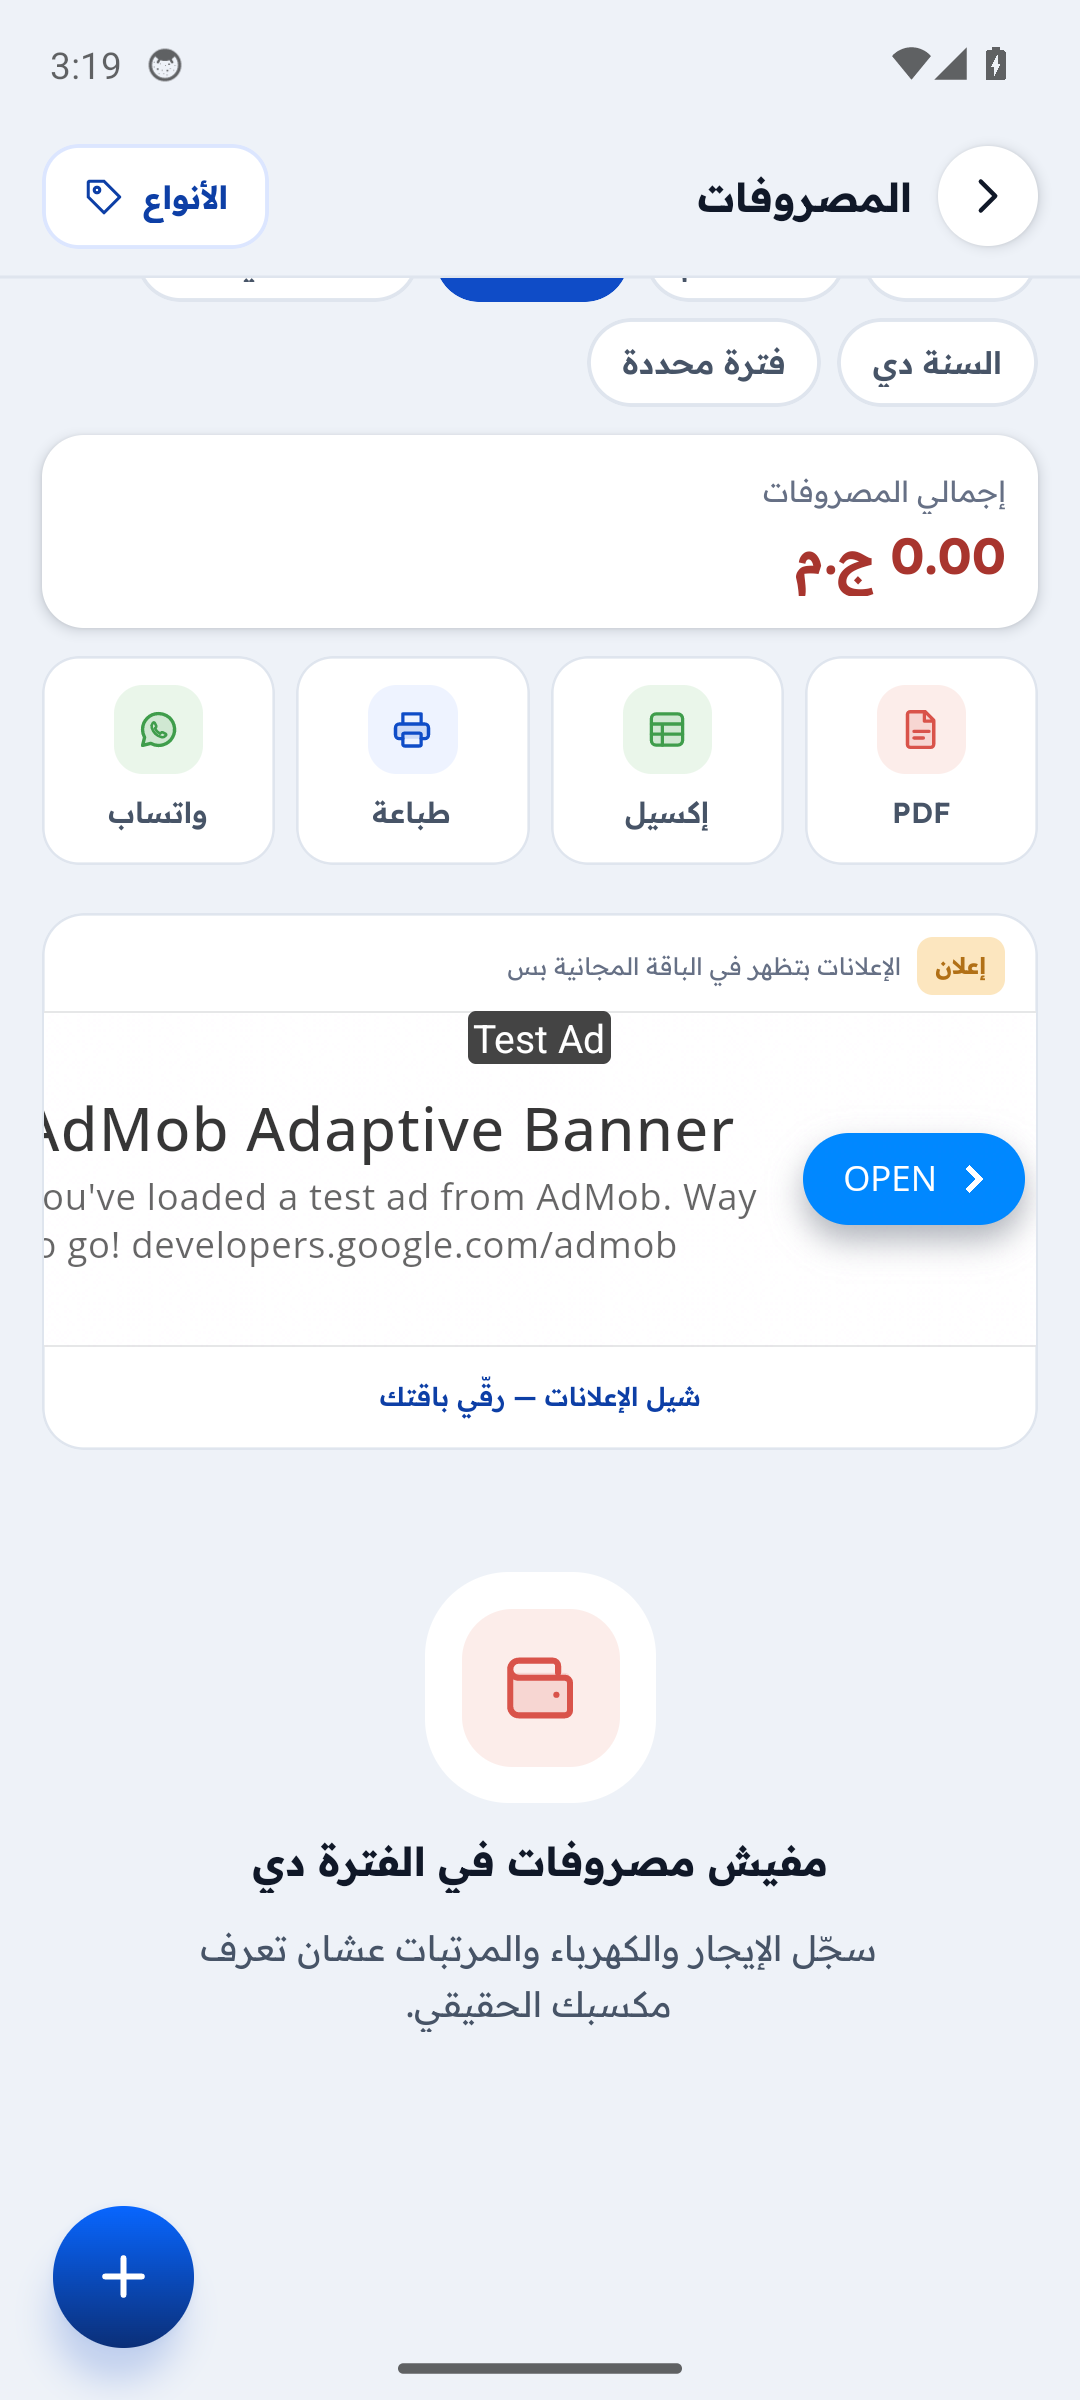 3:19
المصروفات
الأنواع
السنة دي
فترة محددة
إجمالي المصروفات
0.00 ج.م
PDF
إكسيل
طباعة
واتساب
إعلان
الإعلانات بتظهر في الباقة المجانية بس
Test Ad
AdMob Adaptive Banner
ou've loaded a test ad from AdMob. Way
o go! developers.google.com/admob
OPEN
شيل الإعلانات — رقّي باقتك
مفيش مصروفات في الفترة دي
سجّل الإيجار والكهرباء والمرتبات عشان تعرف
مكسبك الحقيقي.